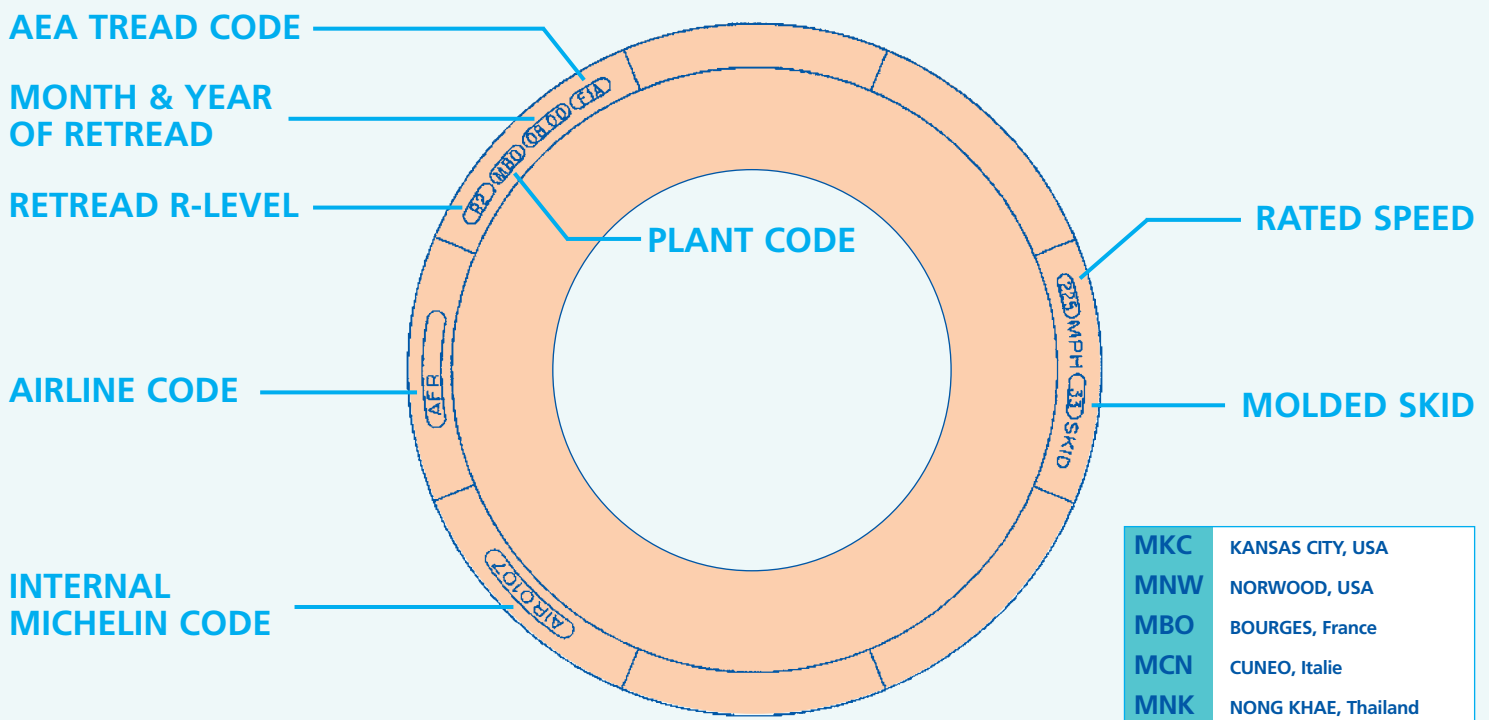 AEA TREAD CODE
MONTH & YEAR
OF RETREAD
RETREAD R-LEVEL
AIRLINE CODE
INTERNAL
MICHELIN CODE
PLANT CODE
RATED SPEED
MOLDED SKID
R2 MBO 08.00 F1A
AFR
AIR0107
225 MPH 33 SKID
MKC KANSAS CITY, USA
MNW NORWOOD, USA
MBO BOURGES, France
MCN CUNEO, Italie
MNK NONG KHAE, Thailand